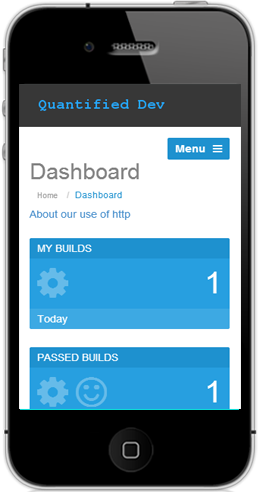 Quantified Dev
Menu
Dashboard
Home / Dashboard
About our use of http
MY BUILDS
1
Today
PASSED BUILDS
1